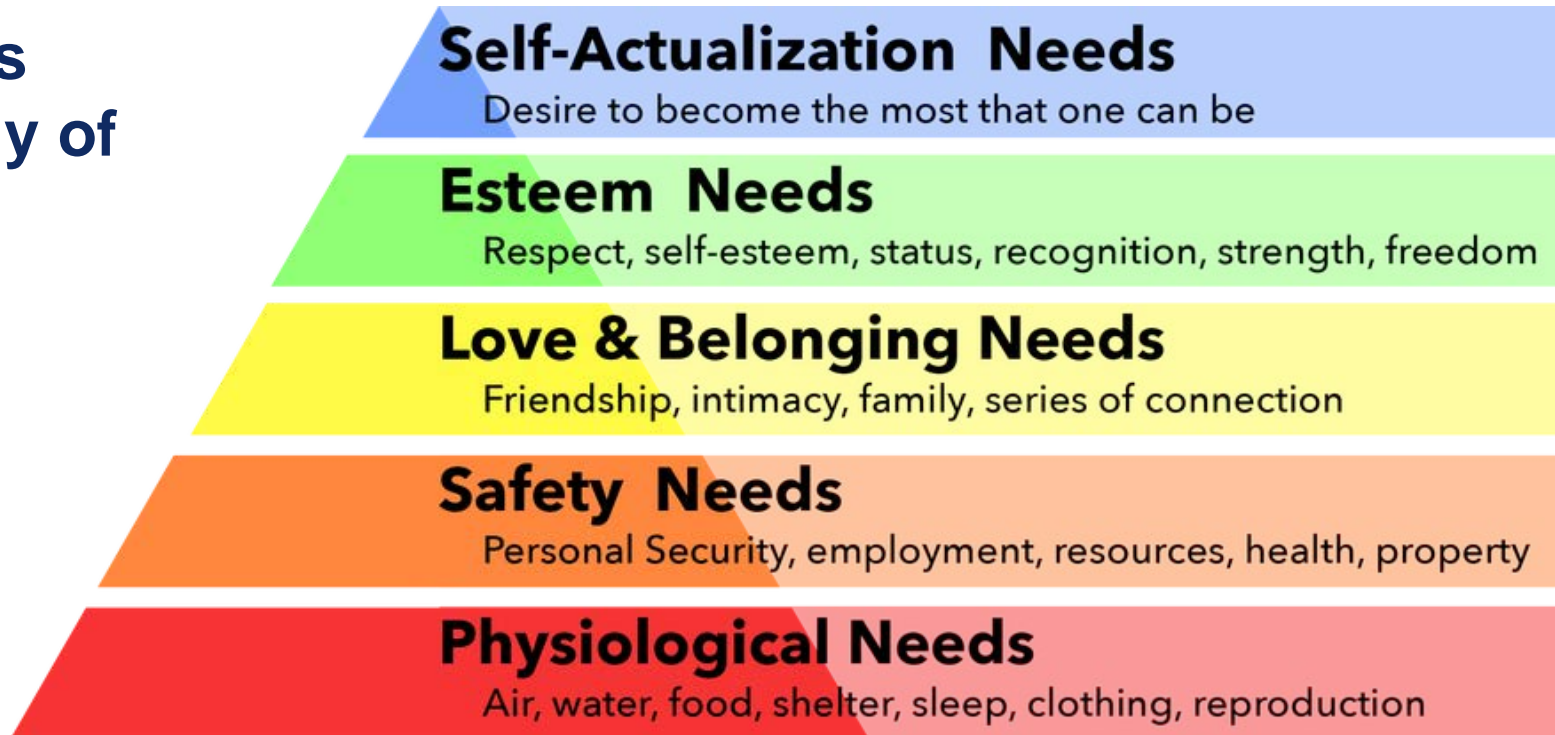 s
y of
Self-Actualization Needs
Desire to become the most that one can be
Esteem Needs
Respect, self-esteem, status, recognition, strength, freedom
Love & Belonging Needs
Friendship, intimacy, family, series of connection
Safety Needs
Personal Security, employment, resources, health, property
Physiological Needs
Air, water, food, shelter, sleep, clothing, reproduction